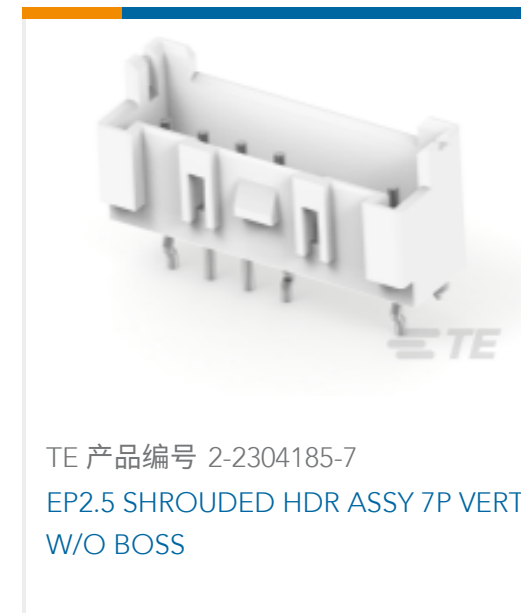 TE
TE 产品编号 2-2304185-7
EP2.5 SHROUDED HDR ASSY 7P VERT
W/O BOSS